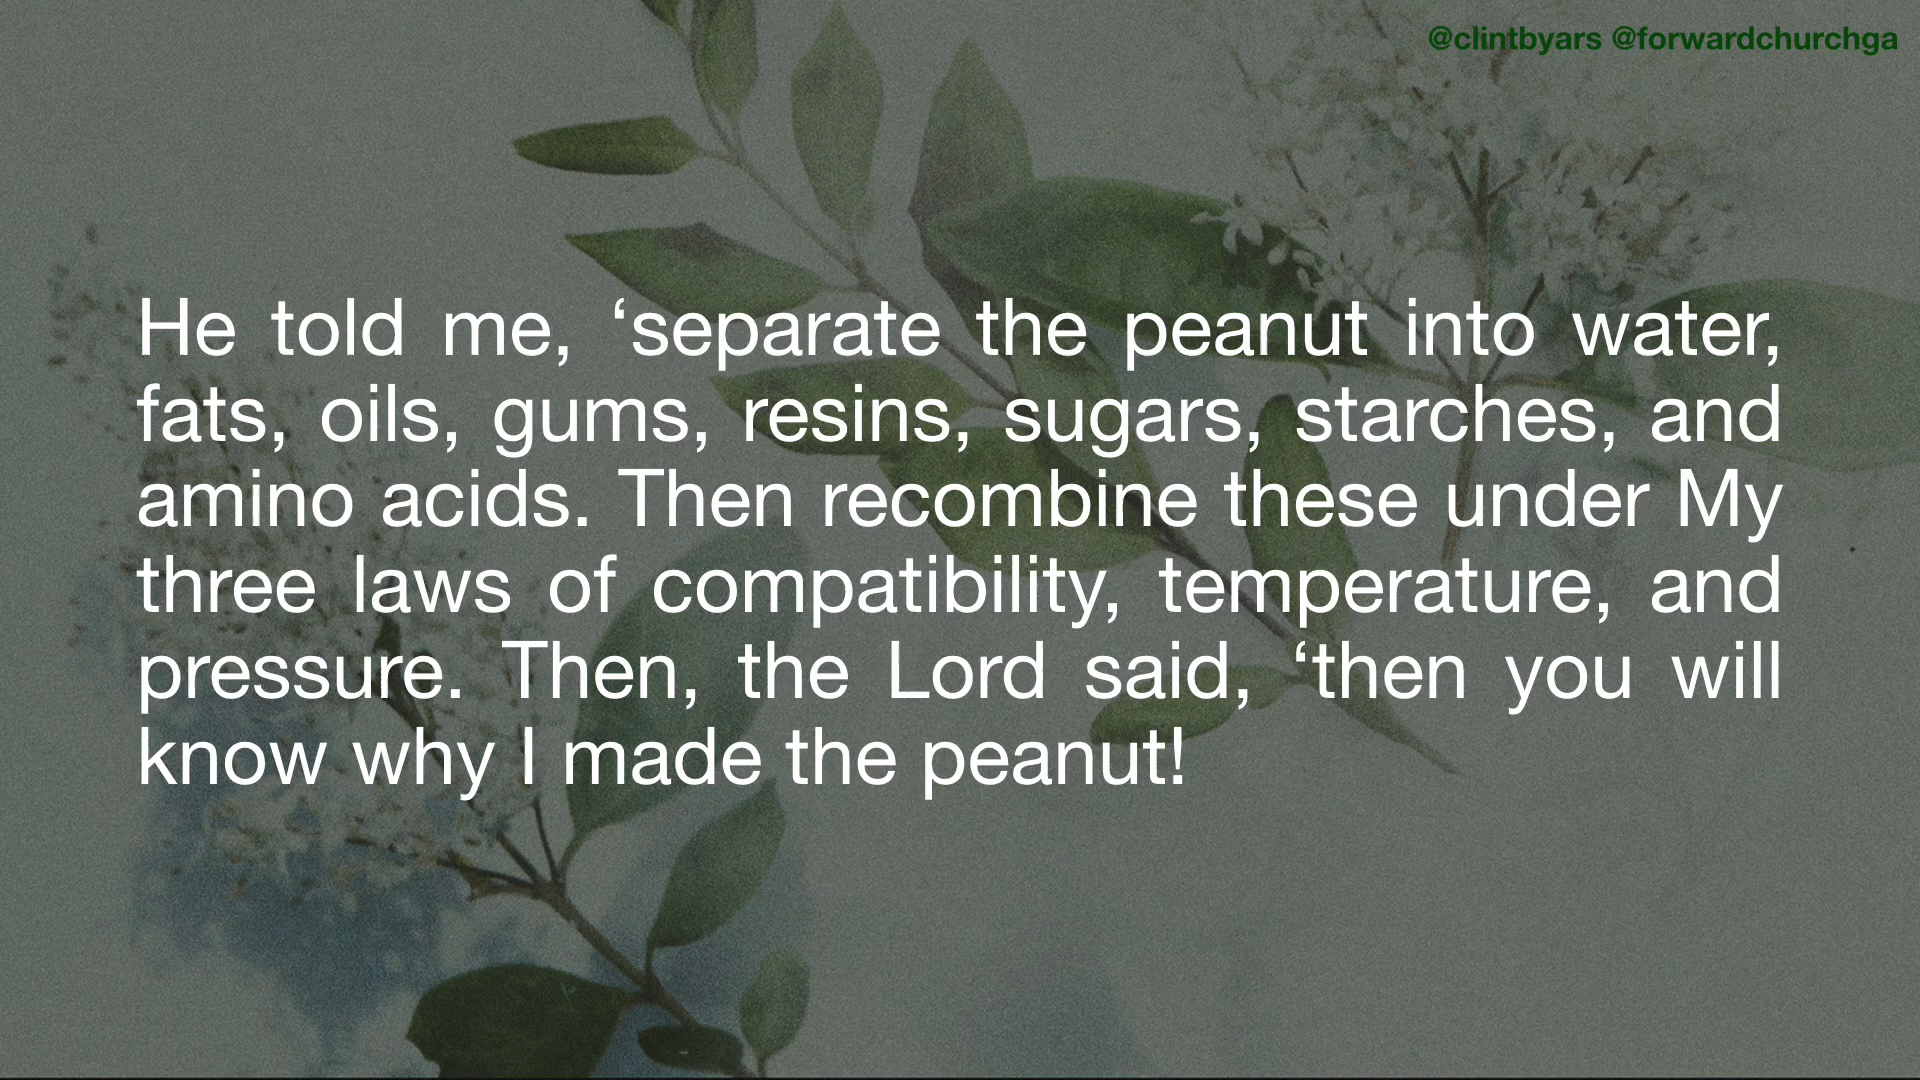 @clintbyars @forwardchurchga
He told me, ‘separate the peanut into water,
fats, oils, gums, resins, sugars, starches, and
amino acids. Then recombine these under My
three laws of compatibility, temperature, and
pressure. Then, the Lord said, ‘then you will
know why I made the peanut!